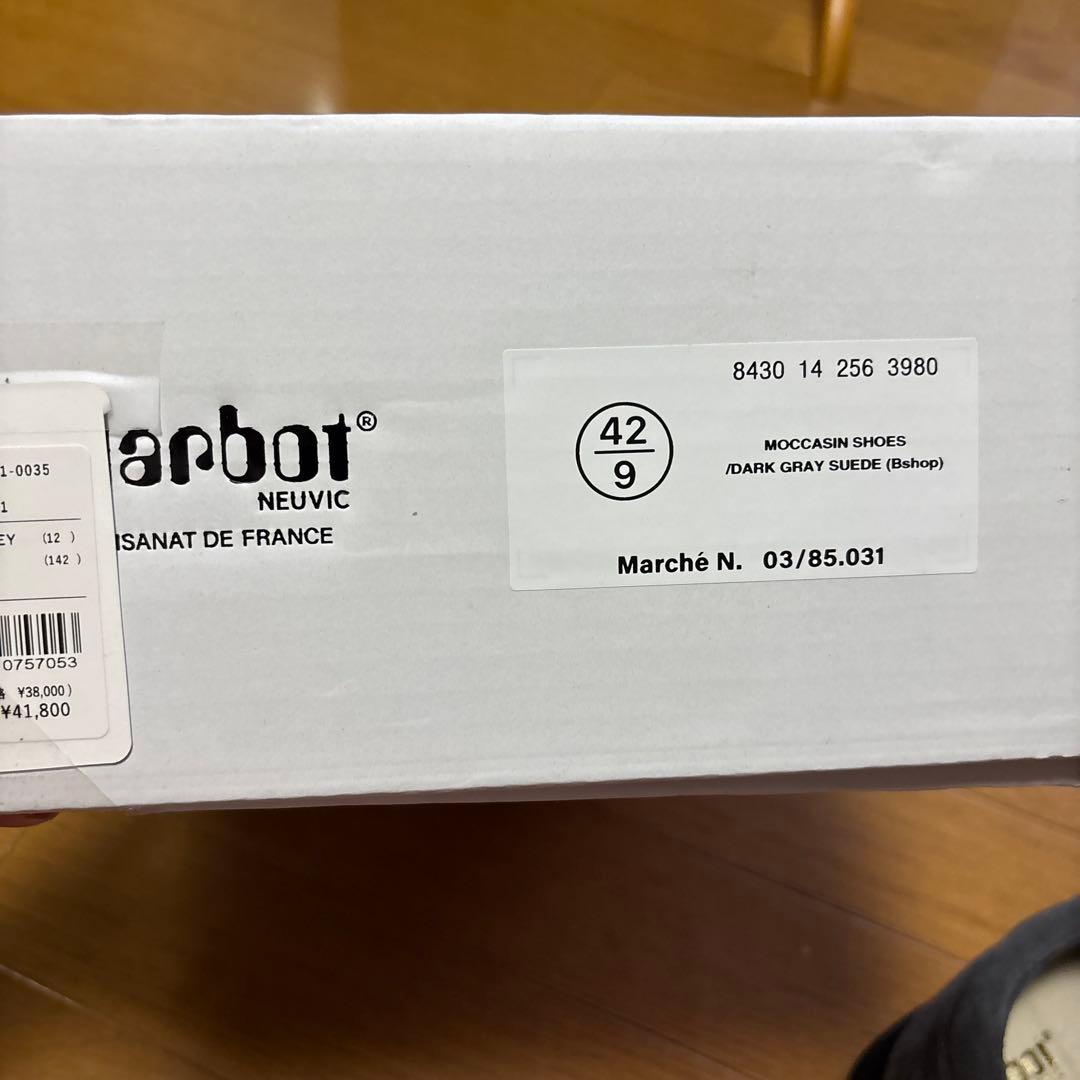 arbot®
NEUVIC
ISANAT DE FRANCE
1-0035
1
EY (12 )
(142 )
0757053
格 ¥38,000)
¥41,800
8430 14 256 3980
42
9
MOCCASIN SHOES
/DARK GRAY SUEDE (Bshop)
Marché N. 03/85.031